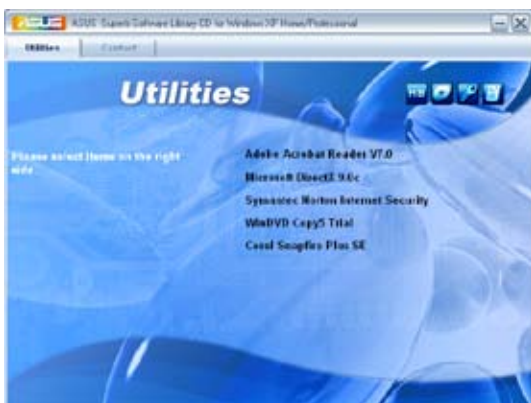 ASUS Superb Software Library CD for Windows XP Home/Professional
Utilities
Contact
Utilities
Please select items on the right
side
Adobe Acrobat Reader V7.0
Microsoft DirectX 9.0c
Symantec Norton Internet Security
WinDVD Copy5 Trial
Corel Snapfire Plus SE